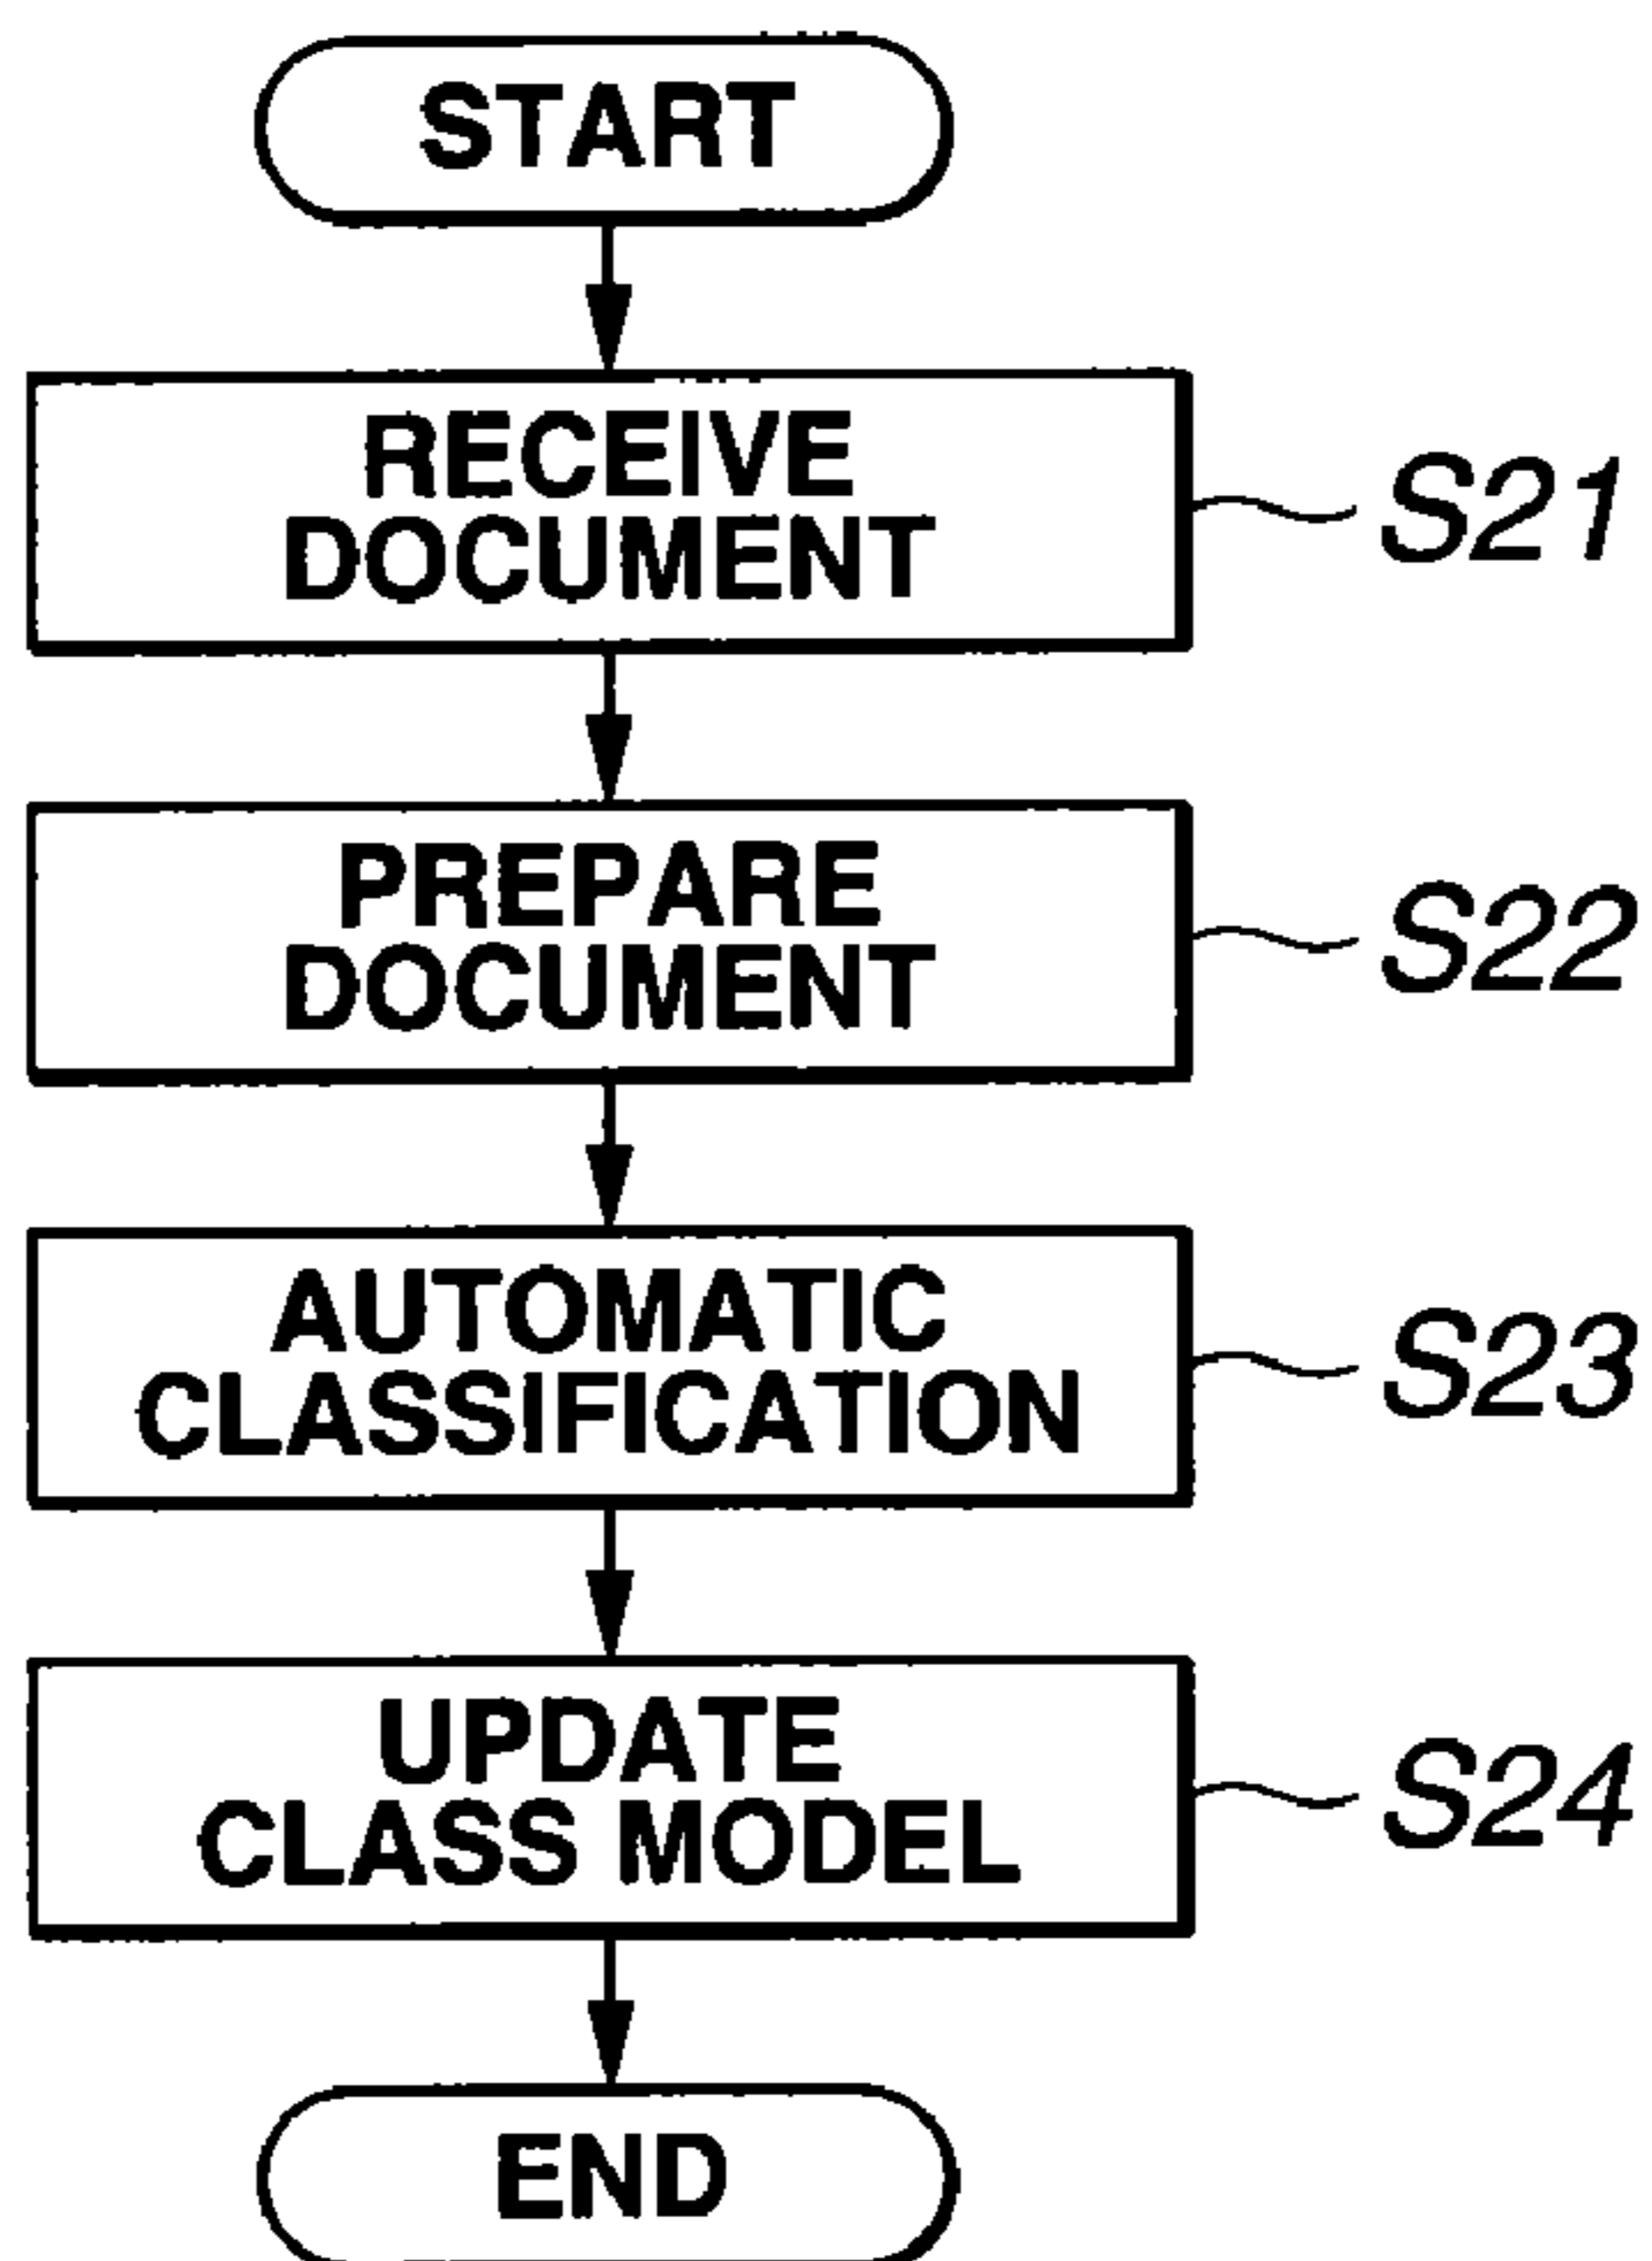 START
RECEIVE
DOCUMENT
S21
PREPARE
DOCUMENT
S22
AUTOMATIC
CLASSIFICATION
S23
UPDATE
CLASS MODEL
S24
END